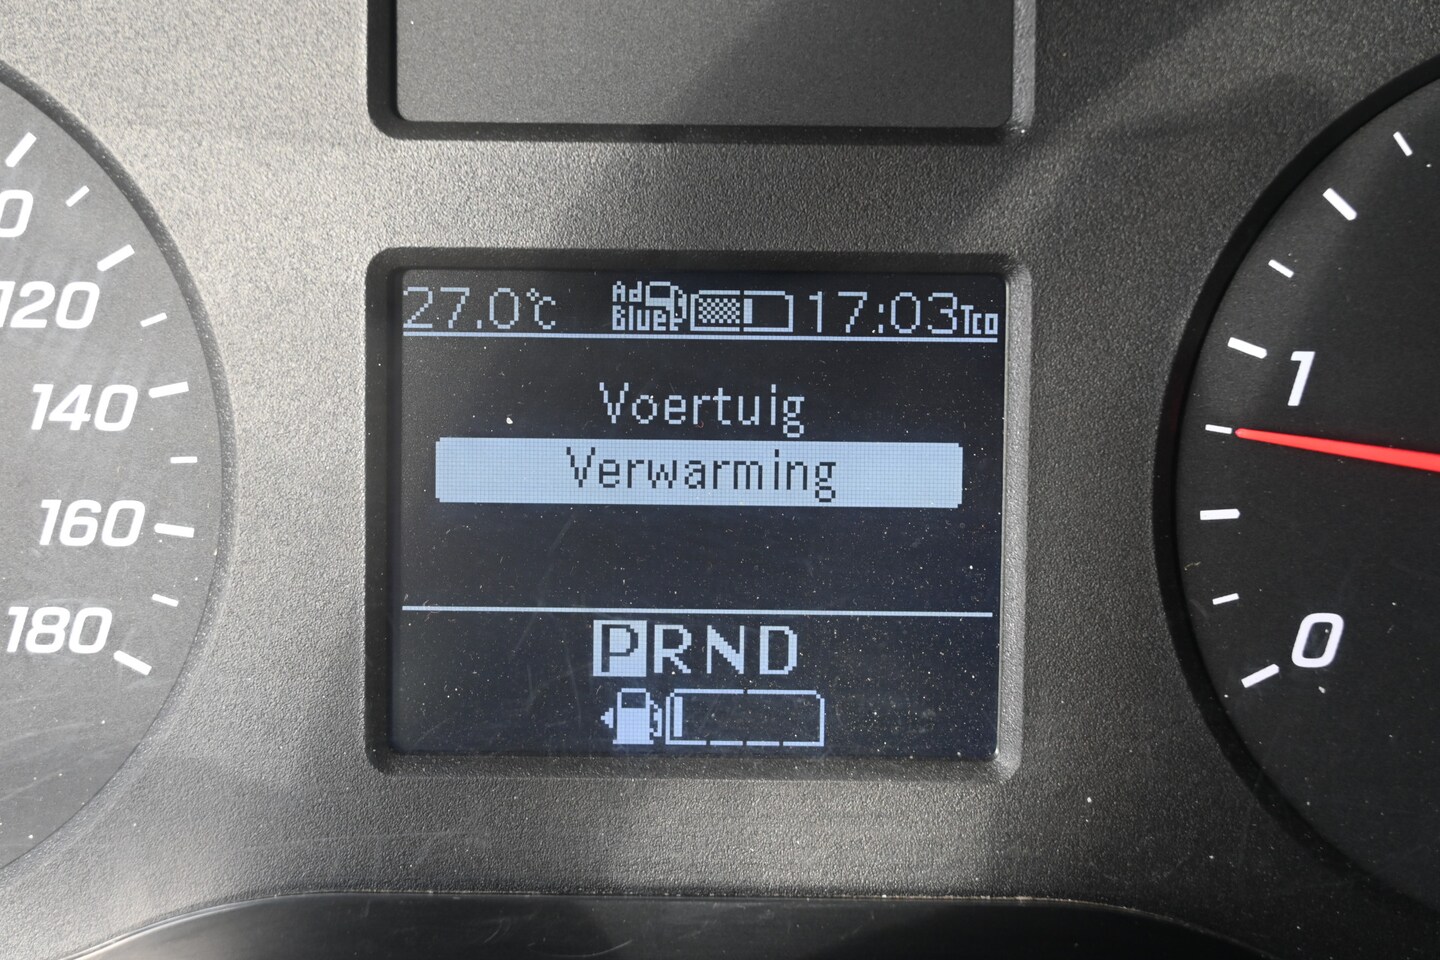 27.0°C Ad Blue 17:03 Tco
Voertuig
Verwarming
PRND
120
140
160
180
1
0